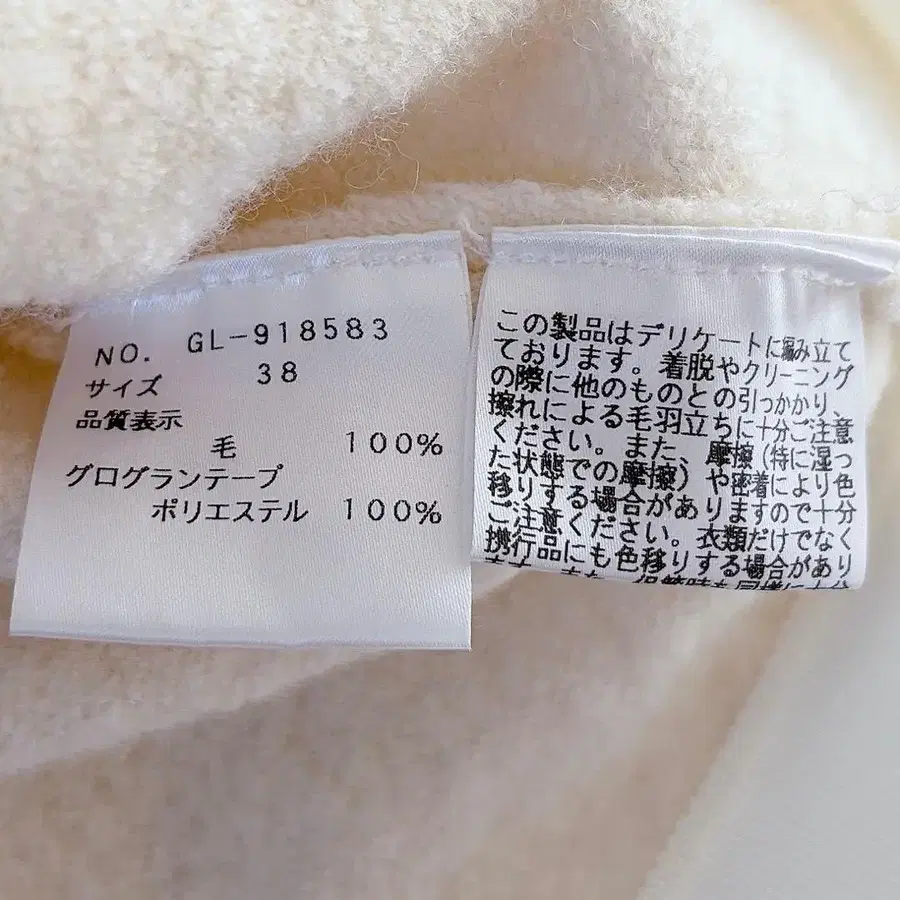 NO. GL-918583
サイズ 38
品質表示
毛 100%
グログランテープ
ポリエステル 100%
この製品はデリケートに編み立て
ております。着脱やクリーニング
の際に他のものとの引っかかり、
擦れによる毛羽立ちに十分ご注意
ください。また、摩擦(特に湿っ
た状態での摩擦)や密着により色
移りする場合がありますので十分
ご注意ください。衣類だけでなく
携行品にも色移りする場合があり